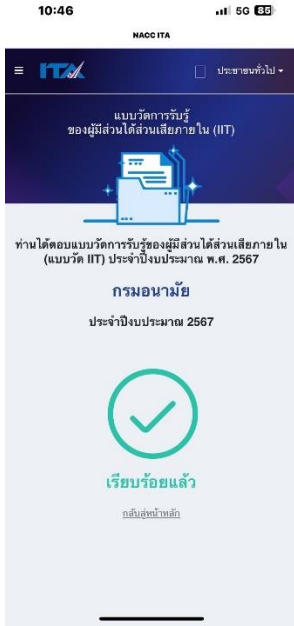 10:46
5G 85
NACC ITA
ITA
ประชาชนทั่วไป
แบบวัดการรับรู้
ของผู้มีส่วนได้ส่วนเสียภายใน (IIT)
ท่านได้ตอบแบบวัดการรับรู้ของผู้มีส่วนได้ส่วนเสียภายใน
(แบบวัด IIT) ประจำปีงบประมาณ พ.ศ. 2567
กรมอนามัย
ประจำปีงบประมาณ 2567
เรียบร้อยแล้ว
กลับสู่หน้าหลัก